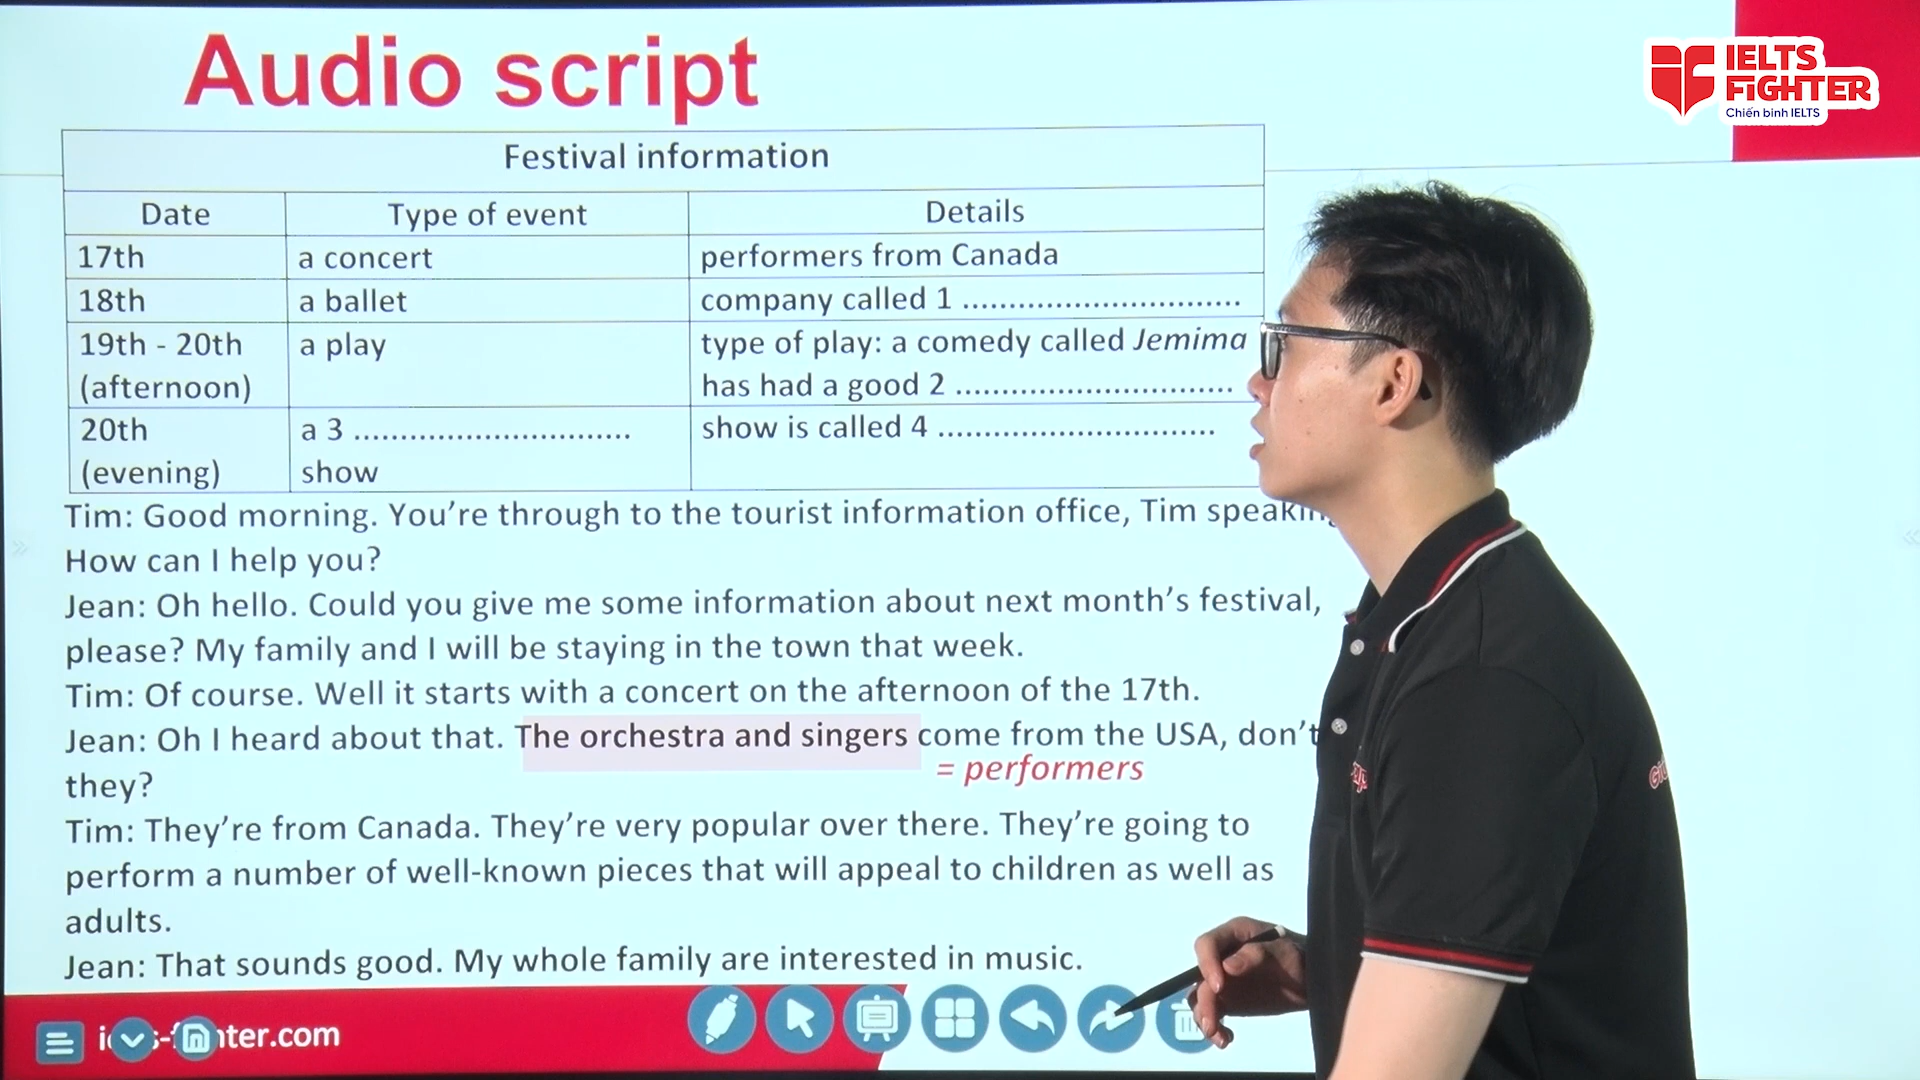 Audio script
IELTS
FIGHTER
Chiến binh IELTS
Festival information
Date Type of event Details
17th a concert performers from Canada
18th a ballet company called 1 ..............................
19th - 20th a play type of play: a comedy called Jemima
(afternoon) has had a good 2 ..............................
20th a 3 .............................. show is called 4 ..............................
(evening) show
Tim: Good morning. You're through to the tourist information office, Tim
How can I help you?
Jean: Oh hello. Could you give me some information about next month's festival,
please? My family and I will be staying in the town that week.
Tim: Of course. Well it starts with a concert on the afternoon of the 17th.
Jean: Oh I heard about that. The orchestra and singers come from the USA, don't
= performers
they?
Tim: They're from Canada. They're very popular over there. They're going to
perform a number of well-known pieces that will appeal to children as well as
adults.
Jean: That sounds good. My whole family are interested in music.